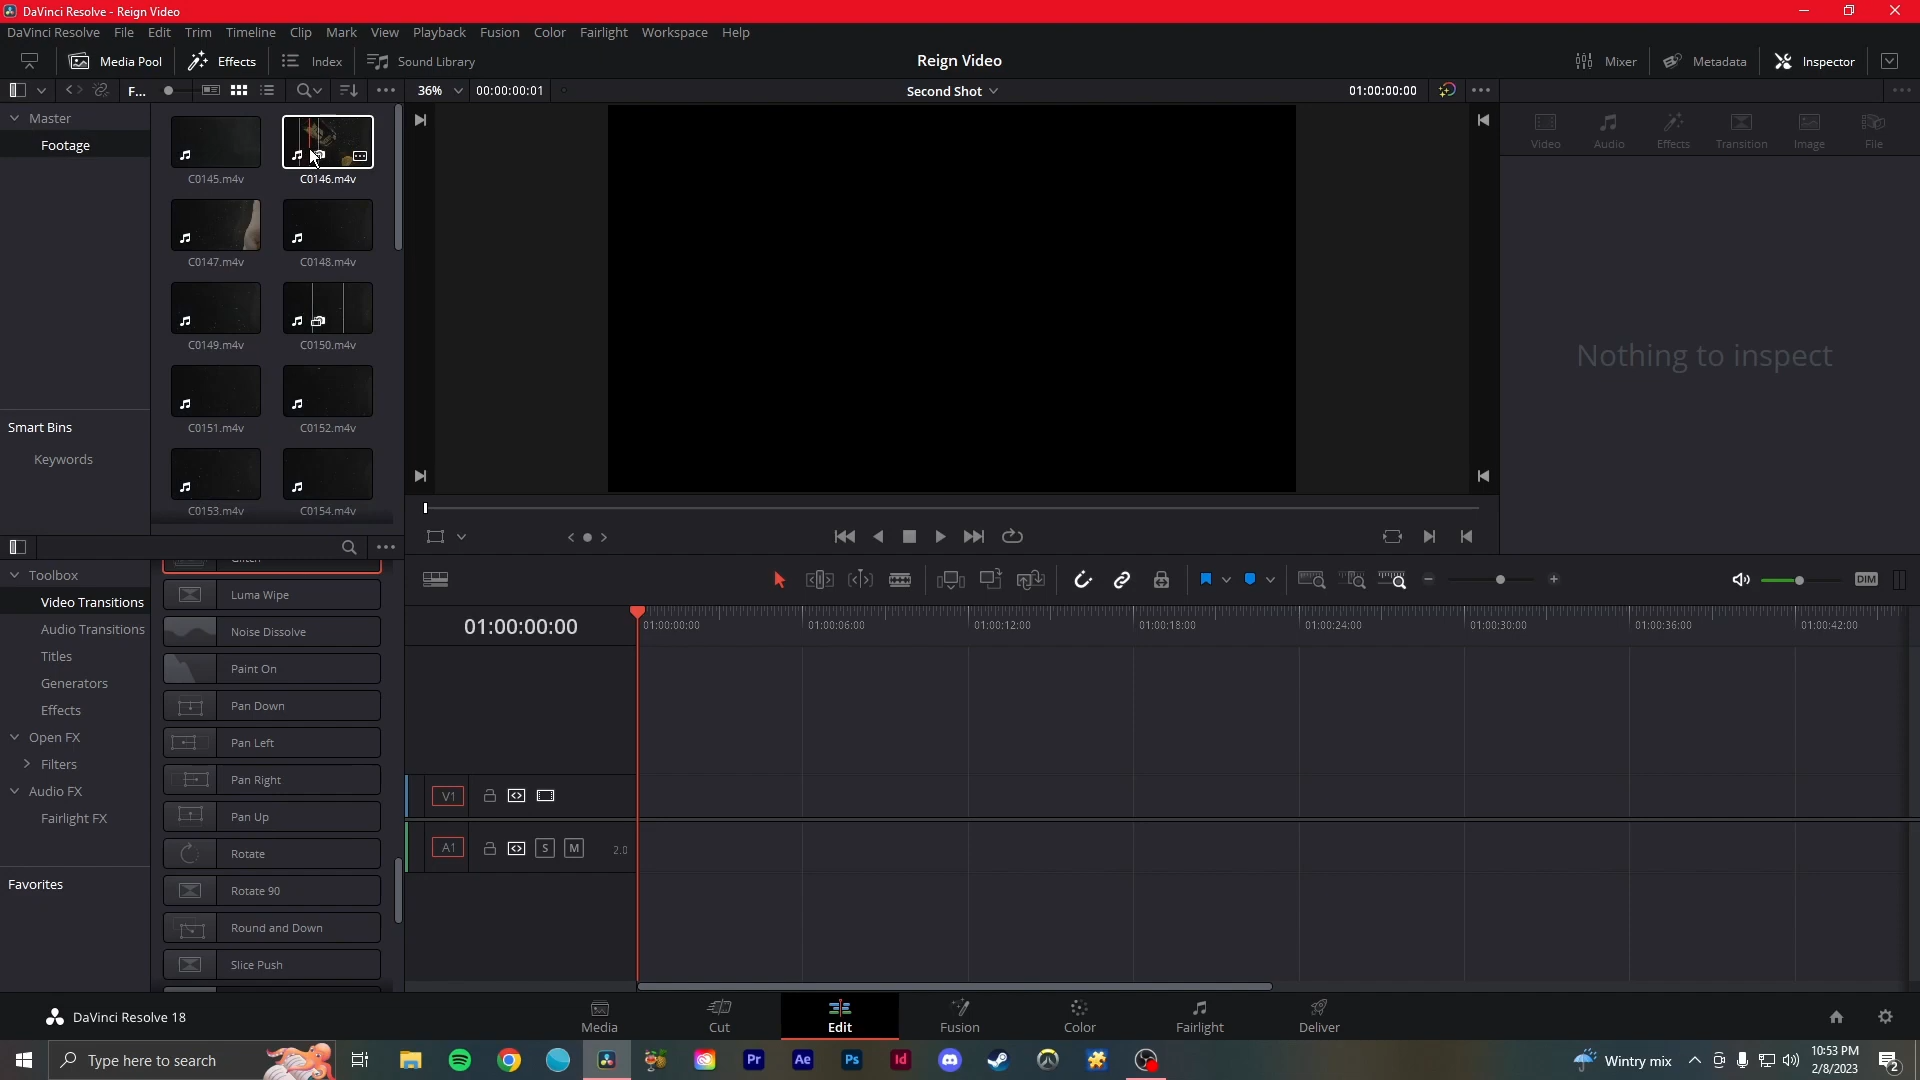 DaVinci Resolve - Reign Video
DaVinci Resolve File Edit Trim Timeline Clip Mark View Playback Fusion Color Fairlight Workspace Help
Media Pool Effects Index Sound Library Reign Video Mixer Metadata Inspector
F... 36% 00:00:00:01 Second Shot 01:00:00:00
Master
Footage
C0145.m4v C0146.m4v
C0147.m4v C0148.m4v
C0149.m4v C0150.m4v
C0151.m4v C0152.m4v
C0153.m4v C0154.m4v
Smart Bins
Keywords
Video Audio Effects Transition Image File
Nothing to inspect
Toolbox
Video Transitions
Audio Transitions
Titles
Generators
Effects
Open FX
Filters
Audio FX
Fairlight FX
Favorites
Luma Wipe
Noise Dissolve
Paint On
Pan Down
Pan Left
Pan Right
Pan Up
Rotate
Rotate 90
Round and Down
Slice Push
DIM
01:00:00:00
01:00:00:00 01:00:06:00 01:00:12:00 01:00:18:00 01:00:24:00 01:00:30:00 01:00:36:00 01:00:42:00
V1
A1 S M 2.0
DaVinci Resolve 18
Media Cut Edit Fusion Color Fairlight Deliver
Type here to search
Pr Ae Ps Id
Wintry mix
10:53 PM
2/8/2023
2